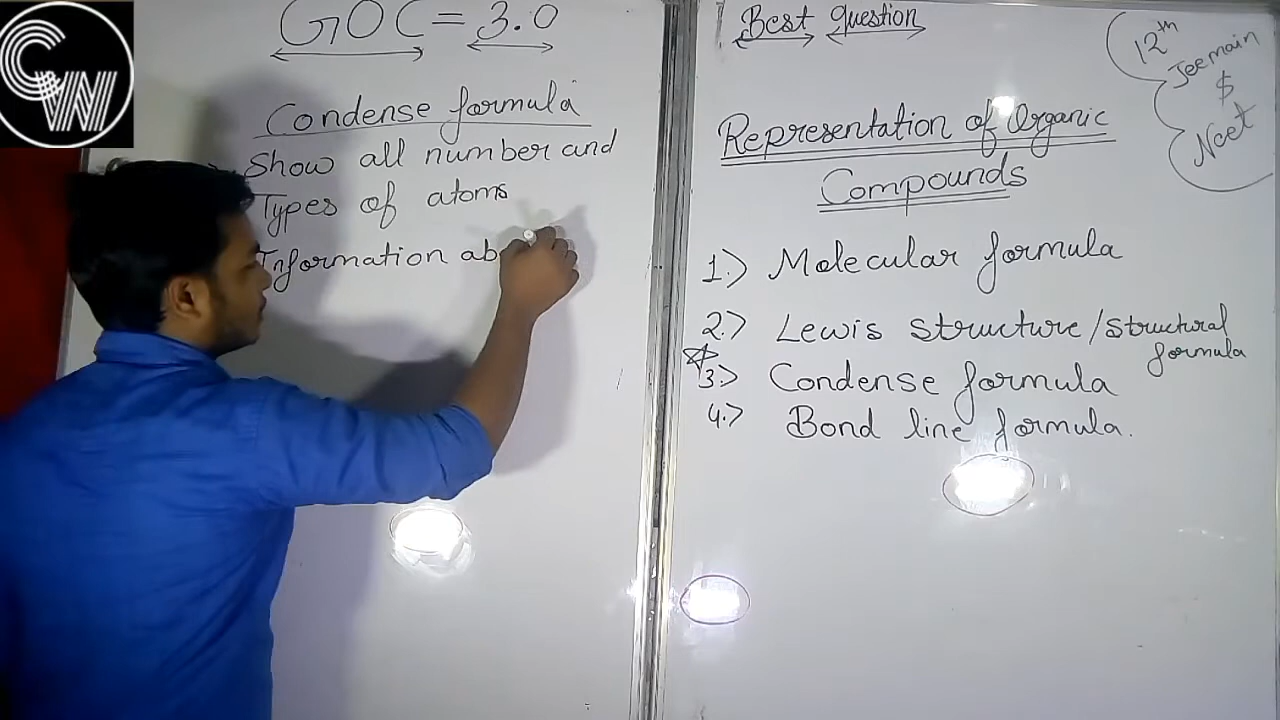 CWN
GOC = 3.0
Condense formula
Show all number and
Types of atoms
Information ab
Best question
12th
Jee main
$
Neet
Representation of Organic
Compounds
1.> Molecular formula
2.> Lewis structure/structural
formula
3.> Condense formula
4.> Bond line formula.